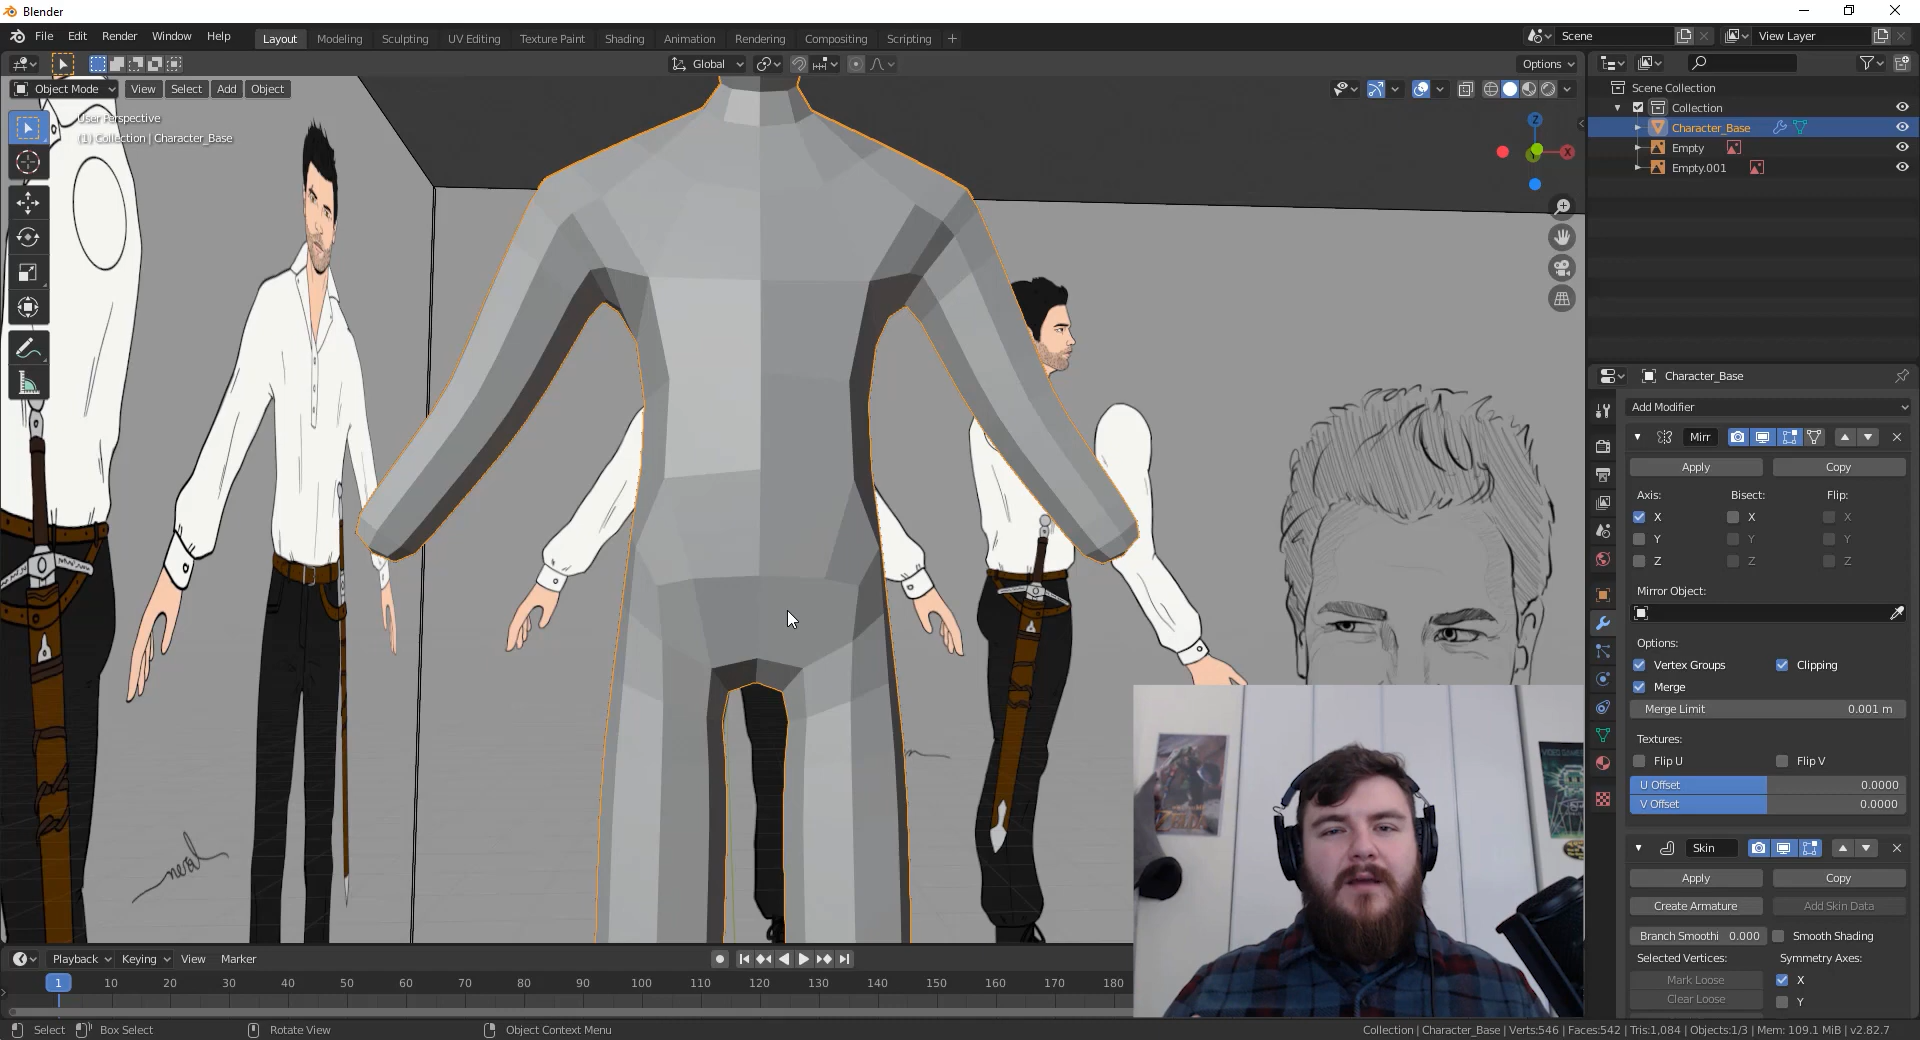 Blender
File Edit Render Window Help
Layout Modeling Sculpting UV Editing Texture Paint Shading Animation Rendering Compositing Scripting +
Scene
View Layer
Global
Options
Object Mode View Select Add Object
User Perspective
(1) Collection | Character_Base
Z
X
Scene Collection
Collection
Character_Base
Empty
Empty.001
Character_Base
Add Modifier
Mirr
Apply Copy
Axis: Bisect: Flip:
X X X
Y Y Y
Z Z Z
Mirror Object:
Options:
Vertex Groups Clipping
Merge
Merge Limit 0.001 m
Textures:
Flip U Flip V
U Offset 0.0000
V Offset 0.0000
Skin
Apply Copy
Create Armature Add Skin Data
Branch Smoothi 0.000 Smooth Shading
Selected Vertices: Symmetry Axes:
Mark Loose X
Clear Loose Y
Playback Keying View Marker
1 10 20 30 40 50 60 70 80 90 100 110 120 130 140 150 160 170 180
Select Box Select Rotate View Object Context Menu
Collection | Character_Base | Verts:546 | Faces:542 | Tris:1,084 | Objects:1/3 | Mem: 109.1 MiB | v2.82.7